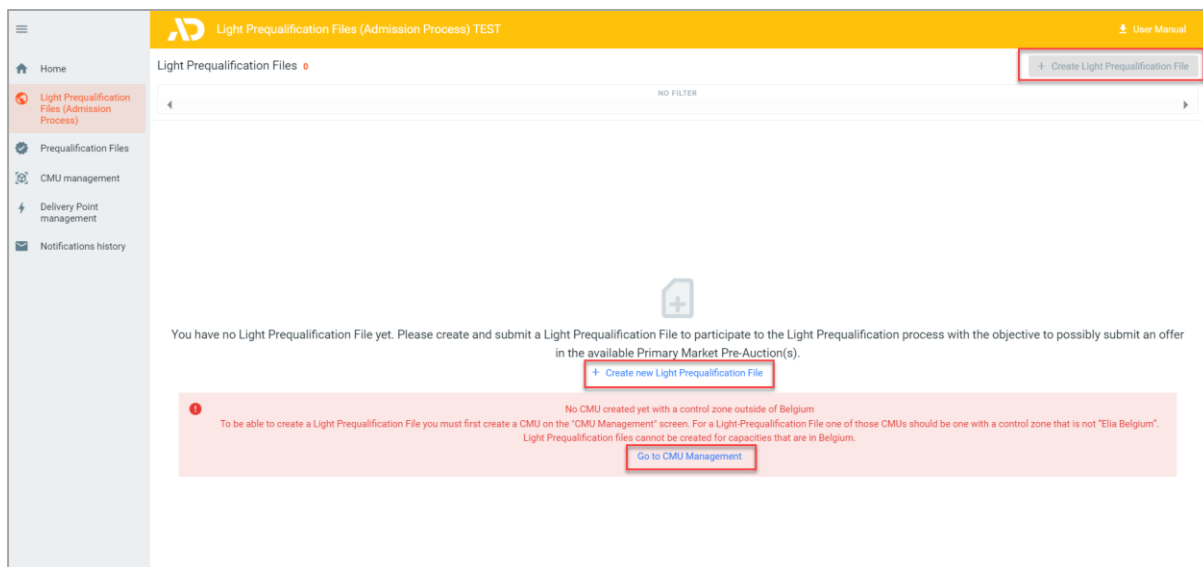 Light Prequalification Files (Admission Process) TEST
User Manual
Home
Light Prequalification
Files (Admission
Process)
Prequalification Files
CMU management
Delivery Point
management
Notifications history
Light Prequalification Files 0
+ Create Light Prequalification File
NO FILTER
You have no Light Prequalification File yet. Please create and submit a Light Prequalification File to participate to the Light Prequalification process with the objective to possibly submit an offer
in the available Primary Market Pre-Auction(s).
+ Create new Light Prequalification File
No CMU created yet with a control zone outside of Belgium
To be able to create a Light Prequalification File you must first create a CMU on the "CMU Management" screen. For a Light-Prequalification File one of those CMUs should be one with a control zone that is not "Elia Belgium".
Light Prequalification files cannot be created for capacities that are in Belgium.
Go to CMU Management